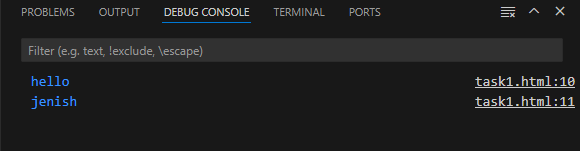 PROBLEMS OUTPUT DEBUG CONSOLE TERMINAL PORTS
Filter (e.g. text, !exclude, \escape)
hello task1.html:10
jenish task1.html:11